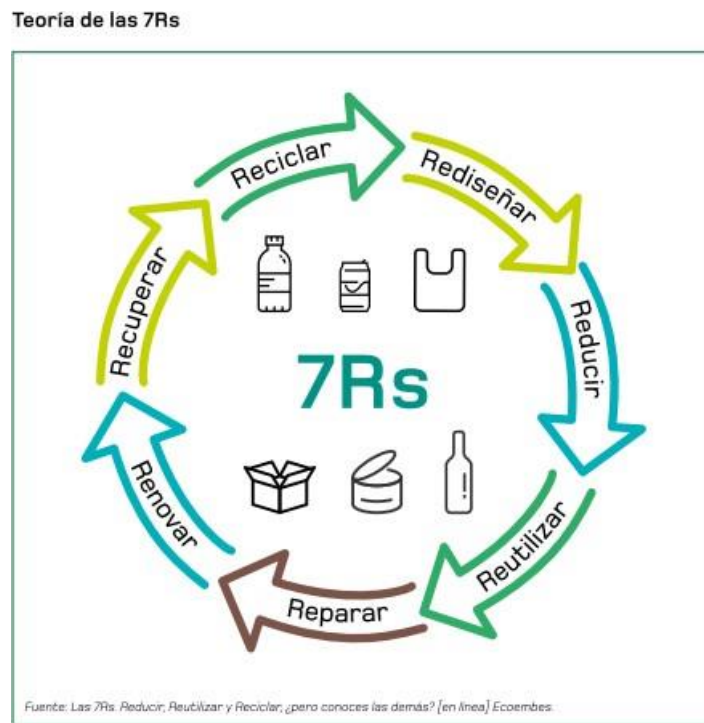 Teoría de las 7Rs
Reciclar
Rediseñar
Reducir
Reutilizar
Reparar
Renovar
Recuperar
7Rs
Fuente: Las 7Rs. Reducir, Reutilizar y Reciclar, ¿pero conoces las demás? [en línea] Ecoembes.